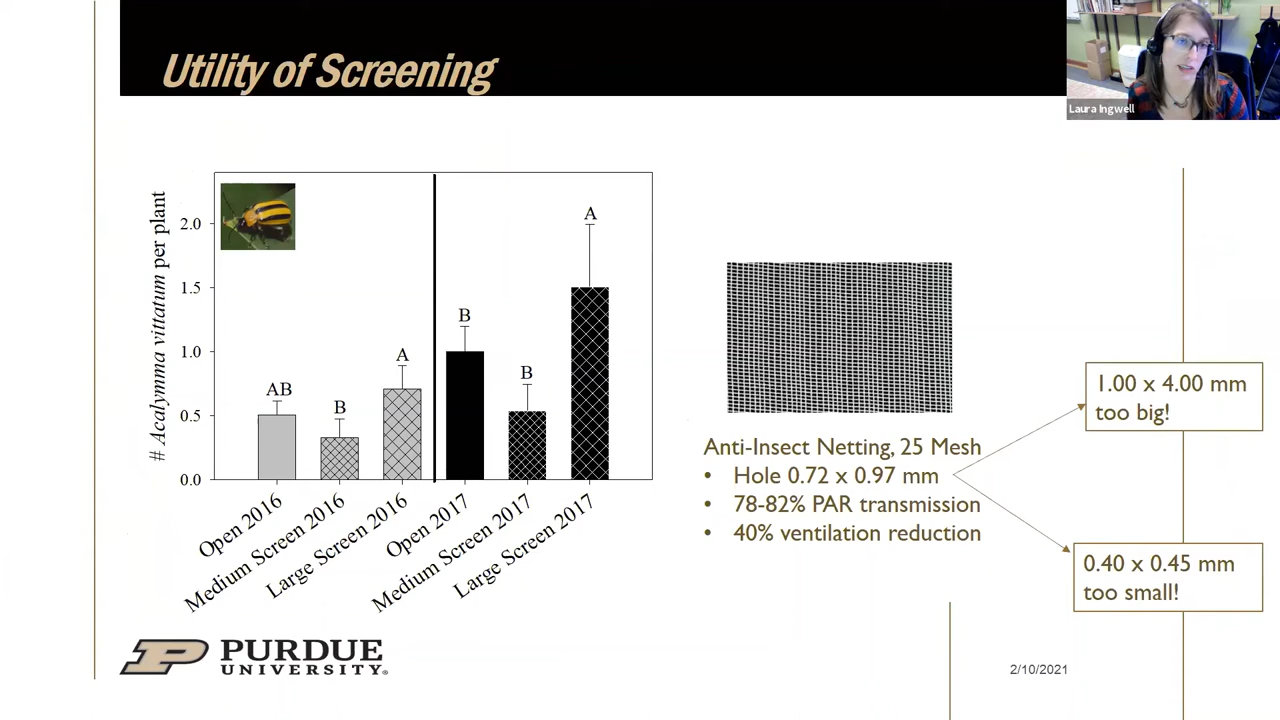 Utility of Screening
Laura Ingwell
# Acalymma vittatum per plant
2.0
1.5
1.0
0.5
0.0
AB
B
A
B
B
A
Open 2016
Medium Screen 2016
Large Screen 2016
Open 2017
Medium Screen 2017
Large Screen 2017
Anti-Insect Netting, 25 Mesh
• Hole 0.72 x 0.97 mm
• 78-82% PAR transmission
• 40% ventilation reduction
1.00 x 4.00 mm
too big!
0.40 x 0.45 mm
too small!
P PURDUE
UNIVERSITY®
2/10/2021